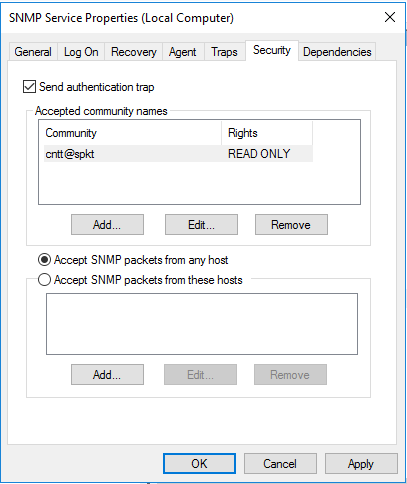 SNMP Service Properties (Local Computer)
General Log On Recovery Agent Traps Security Dependencies
Send authentication trap
Accepted community names
Community Rights
cntt@spkt READ ONLY
Add... Edit... Remove
Accept SNMP packets from any host
Accept SNMP packets from these hosts
Add... Edit... Remove
OK Cancel Apply